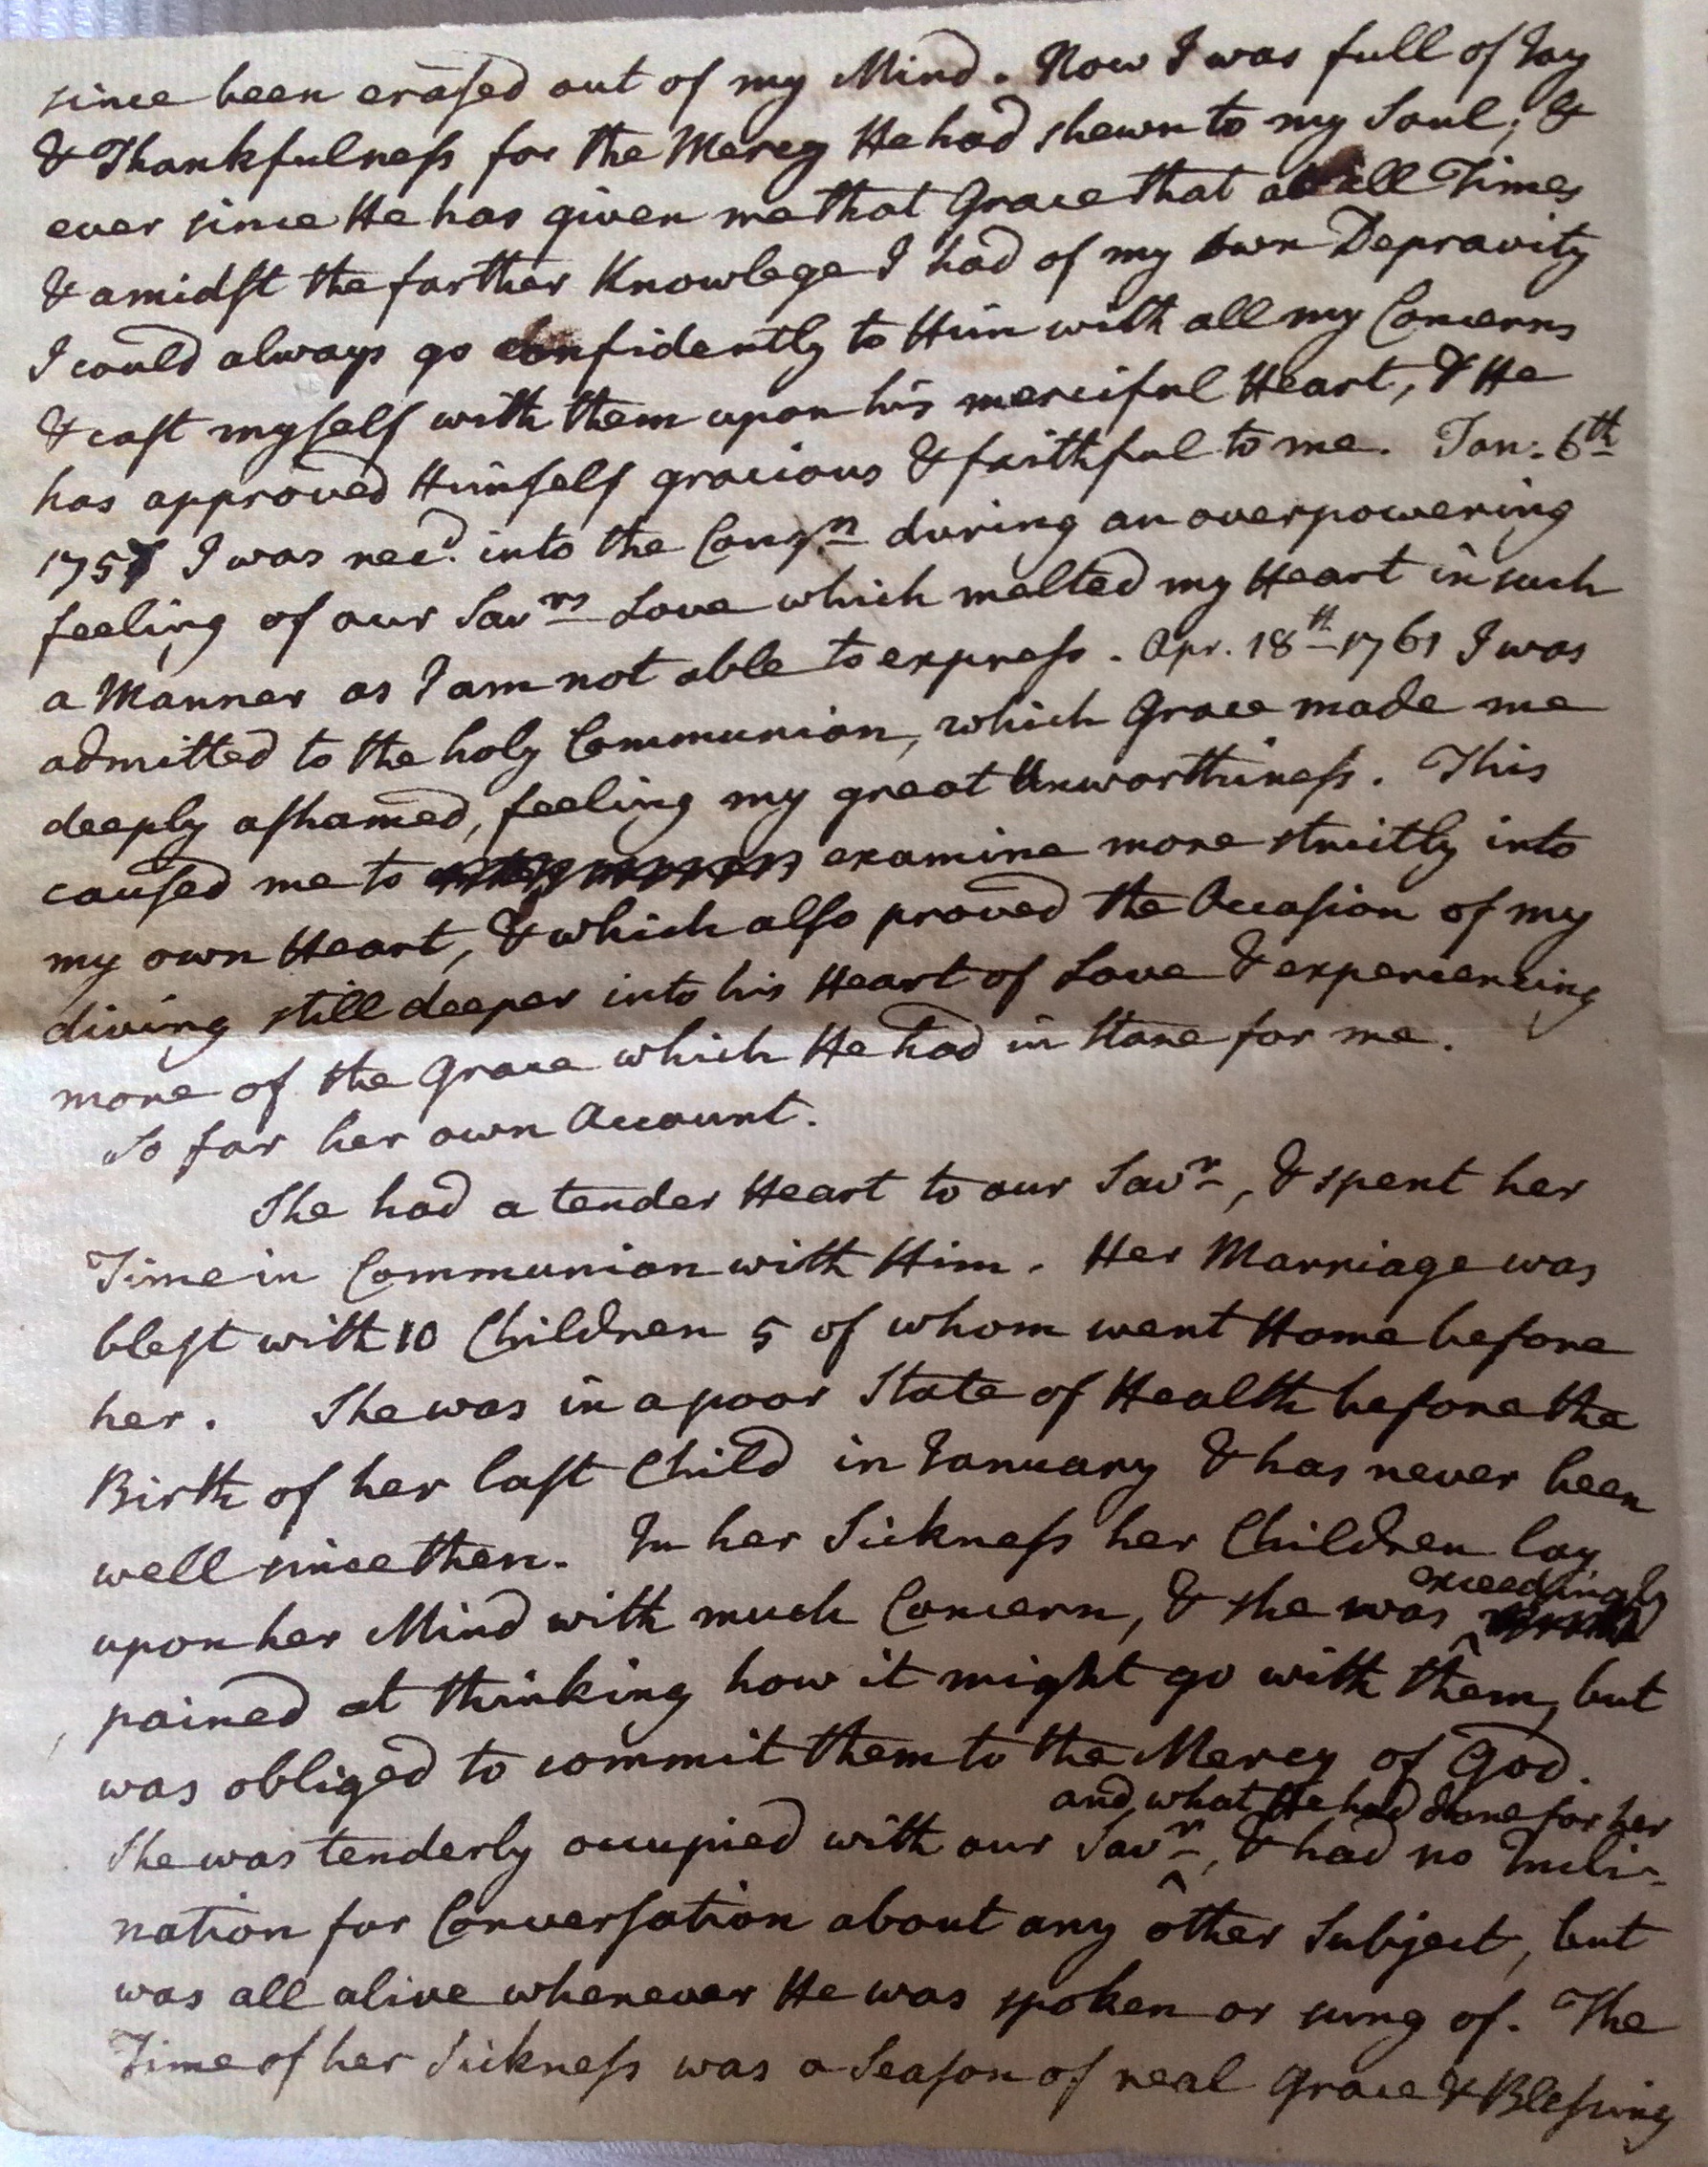 since been eraſed out of my Mind. Now I was full of Joy
& Thankfulneſs for the Mercy He had shewn to my Soul; &
ever since He has given me that Grace that at all Times
& amidſt the farther Knowlege I had of my own Depravity
I could always go confidently to Him with all my Concerns
& caſt myſelf with them upon his merciful Heart, & He
has approved Himſelf gracious & faithful to me. Jan: 6th
1757 I was recd. into the Congn during an overpowering
feeling of our Savrs Love which melted my Heart in such
a Manner as I am not able to expreſs. Apr. 18th 1761 I was
admitted to the holy Communion, which Grace made me
deeply aſhamed, feeling my great Unworthineſs. This
cauſed me to examine more strictly into
my own Heart, & which alſo proved the Occaſion of my
diving still deeper into his Heart of Love & experiencing
more of the Grace which He had in Store for me.
So far her own Account.
She had a tender Heart to our Savr, & spent her
Time in Communion with Him. Her Marriage was
bleſt with 10 Children 5 of whom went Home before
her. She was in a poor State of Health before the
Birth of her laſt Child in January & has never been
well since then. In her Sickneſs her Children lay
exceedingly
upon her Mind with much Concern, & she was ^
pained at thinking how it might go with them, but
was obliged to commit them to the Mercy of God.
and what He had done for her
She was tenderly occupied with our Savr ^, & had no Incli-
nation for Converſation about any other Subject, but
was all alive whenever He was spoken or sung of. The
Time of her Sickneſs was a Seaſon of real Grace & Bleſsing